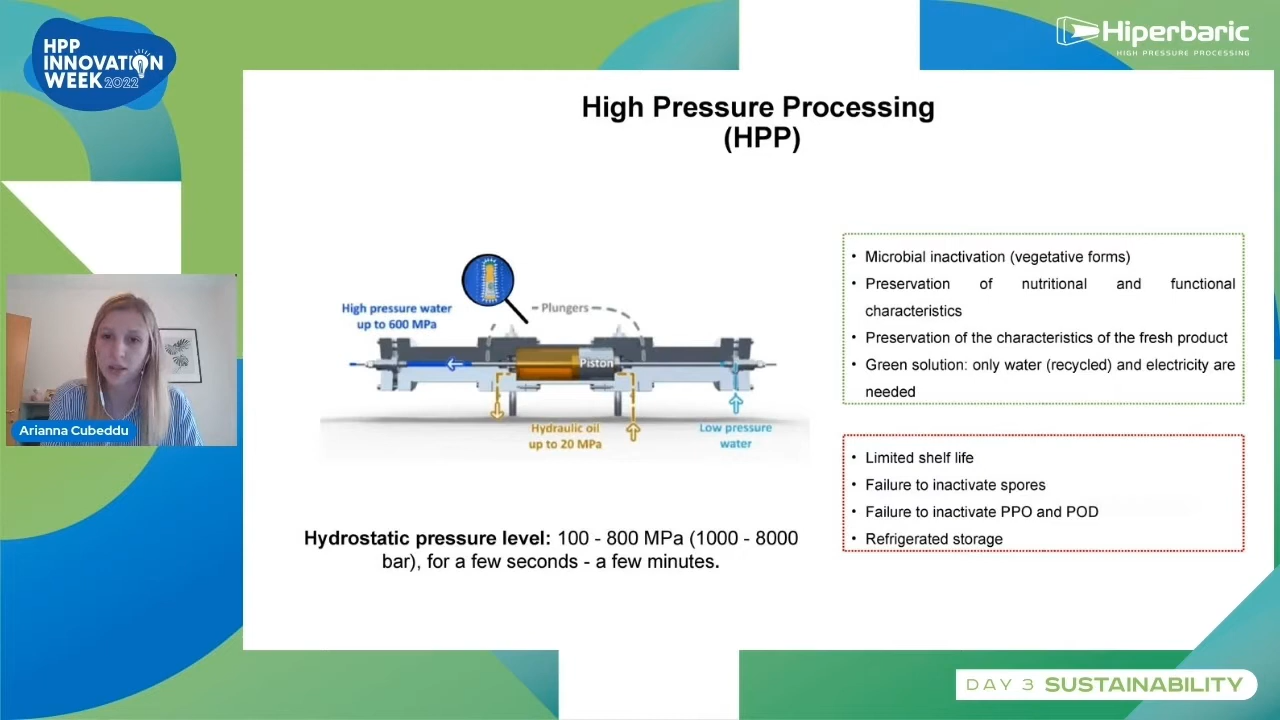 HPP
INNOVATION
WEEK 2022
Hiperbaric
HIGH PRESSURE PROCESSING
High Pressure Processing
(HPP)
High pressure water
up to 600 MPa
Plungers
Piston
Hydraulic oil
up to 20 MPa
Low pressure
water
Hydrostatic pressure level: 100 - 800 MPa (1000 - 8000
bar), for a few seconds - a few minutes.
• Microbial inactivation (vegetative forms)
• Preservation of nutritional and functional
characteristics
• Preservation of the characteristics of the fresh product
• Green solution: only water (recycled) and electricity are
needed
• Limited shelf life
• Failure to inactivate spores
• Failure to inactivate PPO and POD
• Refrigerated storage
Arianna Cubeddu
DAY 3 SUSTAINABILITY